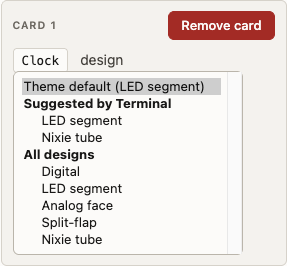 CARD 1
Remove card
Clock design
Theme default (LED segment)
Suggested by Terminal
LED segment
Nixie tube
All designs
Digital
LED segment
Analog face
Split-flap
Nixie tube